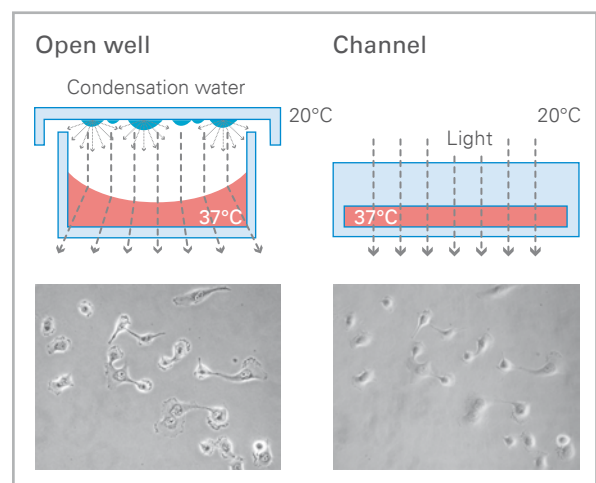 Open well
Channel
Condensation water
20°C
20°C
Light
37°C
37°C